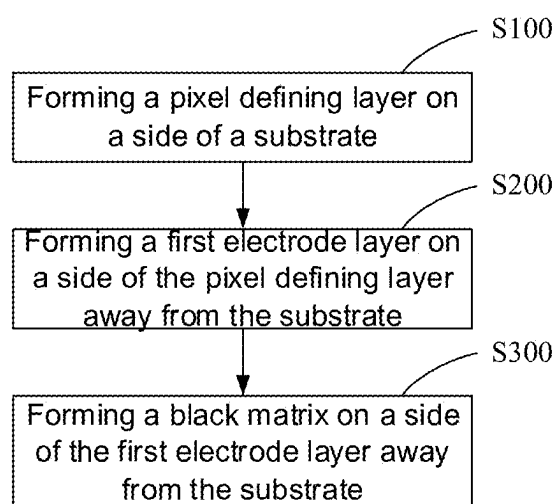 S100
Forming a pixel defining layer on
a side of a substrate
S200
Forming a first electrode layer on
a side of the pixel defining layer
away from the substrate
S300
Forming a black matrix on a side
of the first electrode layer away
from the substrate